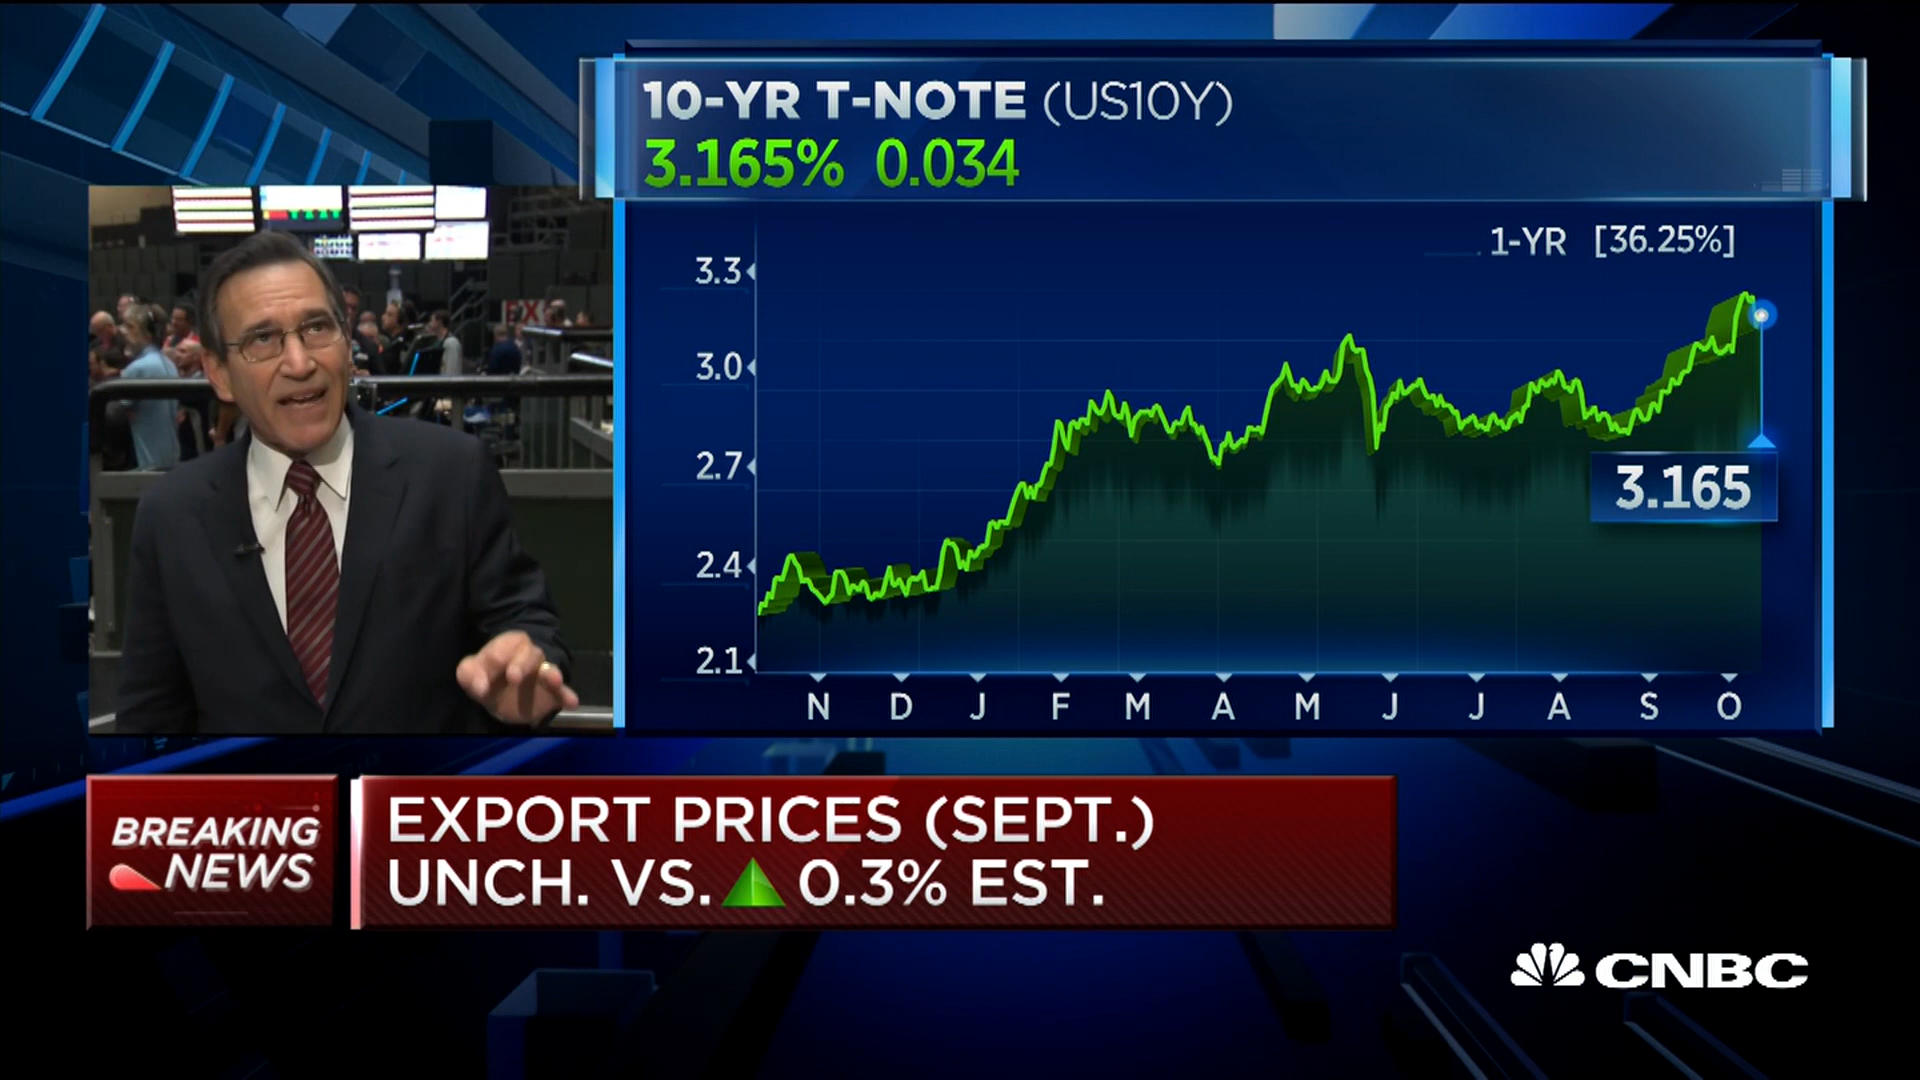 10-YR T-NOTE (US10Y)
3.165% 0.034
1-YR [36.25%]
3.3
3.0
2.7
2.4
2.1
3.165
N D J F M A M J J A S O
EX
BREAKING
NEWS
EXPORT PRICES (SEPT.)
UNCH. VS. ▲ 0.3% EST.
CNBC